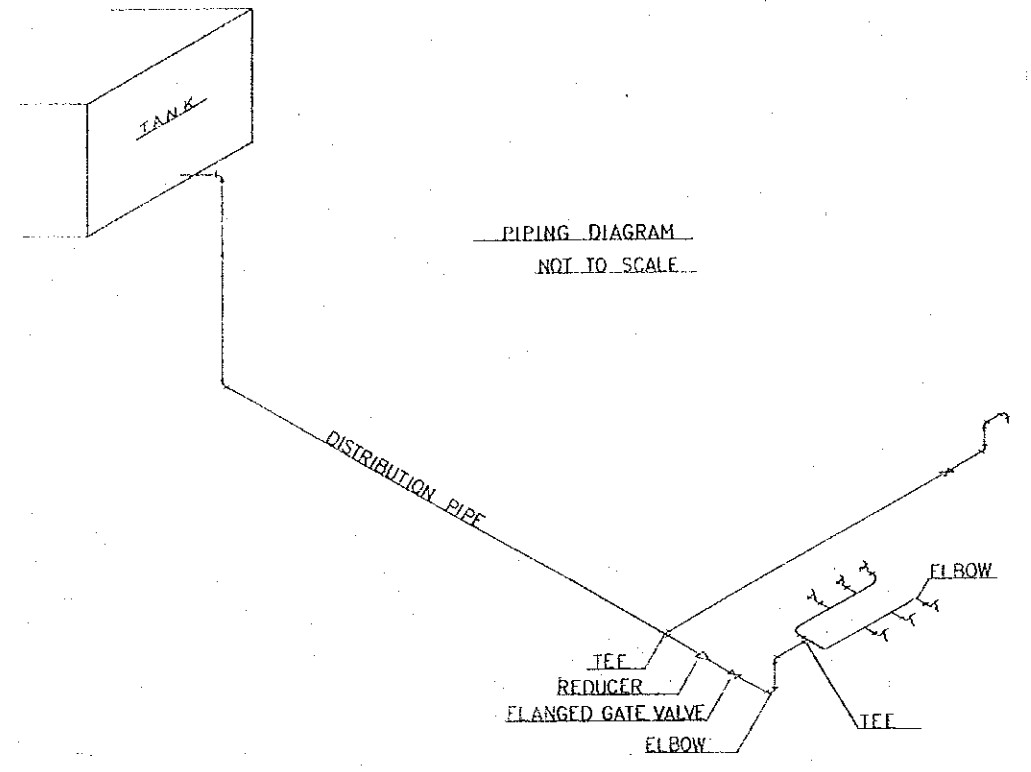 TANK
PIPING DIAGRAM
NOT TO SCALE
DISTRIBUTION PIPE
ELBOW
TEE
REDUCER
FLANGED GATE VALVE
TEE
ELBOW